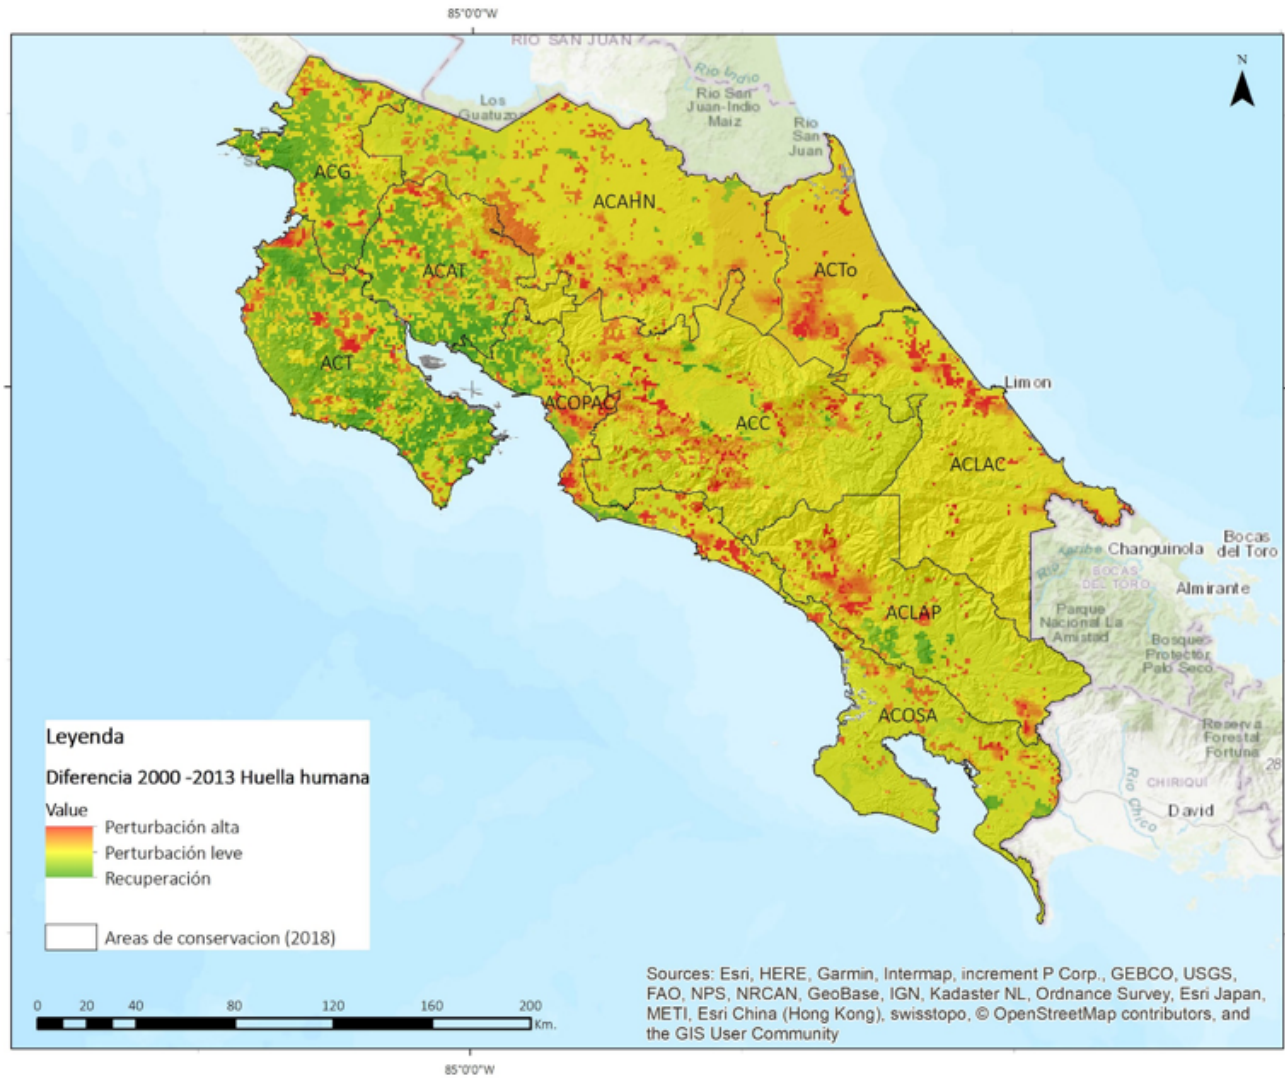 85°0'0"W
RIO SAN JUAN
N
Rio Indio
Los
Guatuzo
Rio San
Juan-Indio
Maiz
Rio
San
Juan
ACG
ACAHN
ACAT
ACTo
ACT
Limon
ACOPAC
ACC
ACLAC
Changuinola
Bocas
del Toro
BOCAS
DEL TORO
Almirante
Parque
Nacional La
Amistad
ACLAP
Bosque
Protector
Palo Seco
ACOSA
Reserva
Forestal
Fortuna
28
CHIRIQUÍ
Rio Chico
David
Leyenda
Diferencia 2000 -2013 Huella humana
Value
Perturbación alta
Perturbación leve
Recuperación
Areas de conservacion (2018)
0 20 40 80 120 160 200
Km.
Sources: Esri, HERE, Garmin, Intermap, increment P Corp., GEBCO, USGS,
FAO, NPS, NRCAN, GeoBase, IGN, Kadaster NL, Ordnance Survey, Esri Japan,
METI, Esri China (Hong Kong), swisstopo, © OpenStreetMap contributors, and
the GIS User Community
85°0'0"W